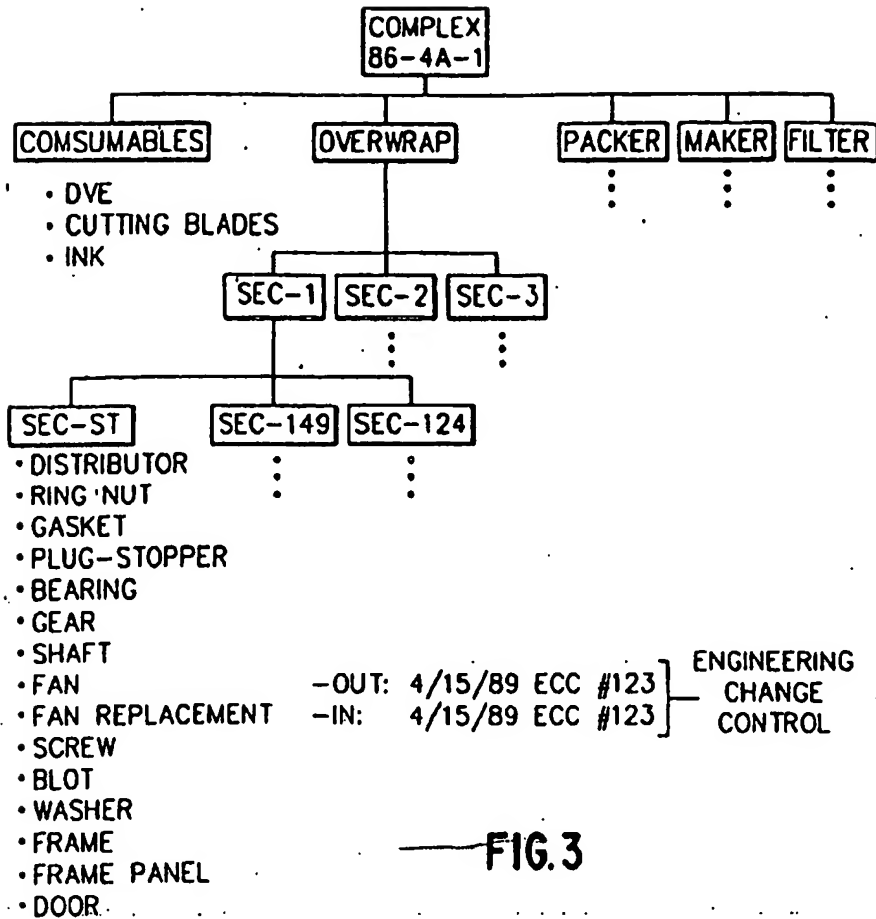 COMPLEX
86-4A-1
COMSUMABLES OVERWRAP PACKER MAKER FILTER
• DVE
• CUTTING BLADES
• INK
SEC-1 SEC-2 SEC-3
SEC-ST SEC-149 SEC-124
• DISTRIBUTOR
• RING NUT
• GASKET
• PLUG-STOPPER
• BEARING
• GEAR
• SHAFT
• FAN -OUT: 4/15/89 ECC #123
• FAN REPLACEMENT -IN: 4/15/89 ECC #123
ENGINEERING
CHANGE
CONTROL
• SCREW
• BLOT
• WASHER
• FRAME
• FRAME PANEL
• DOOR
FIG.3